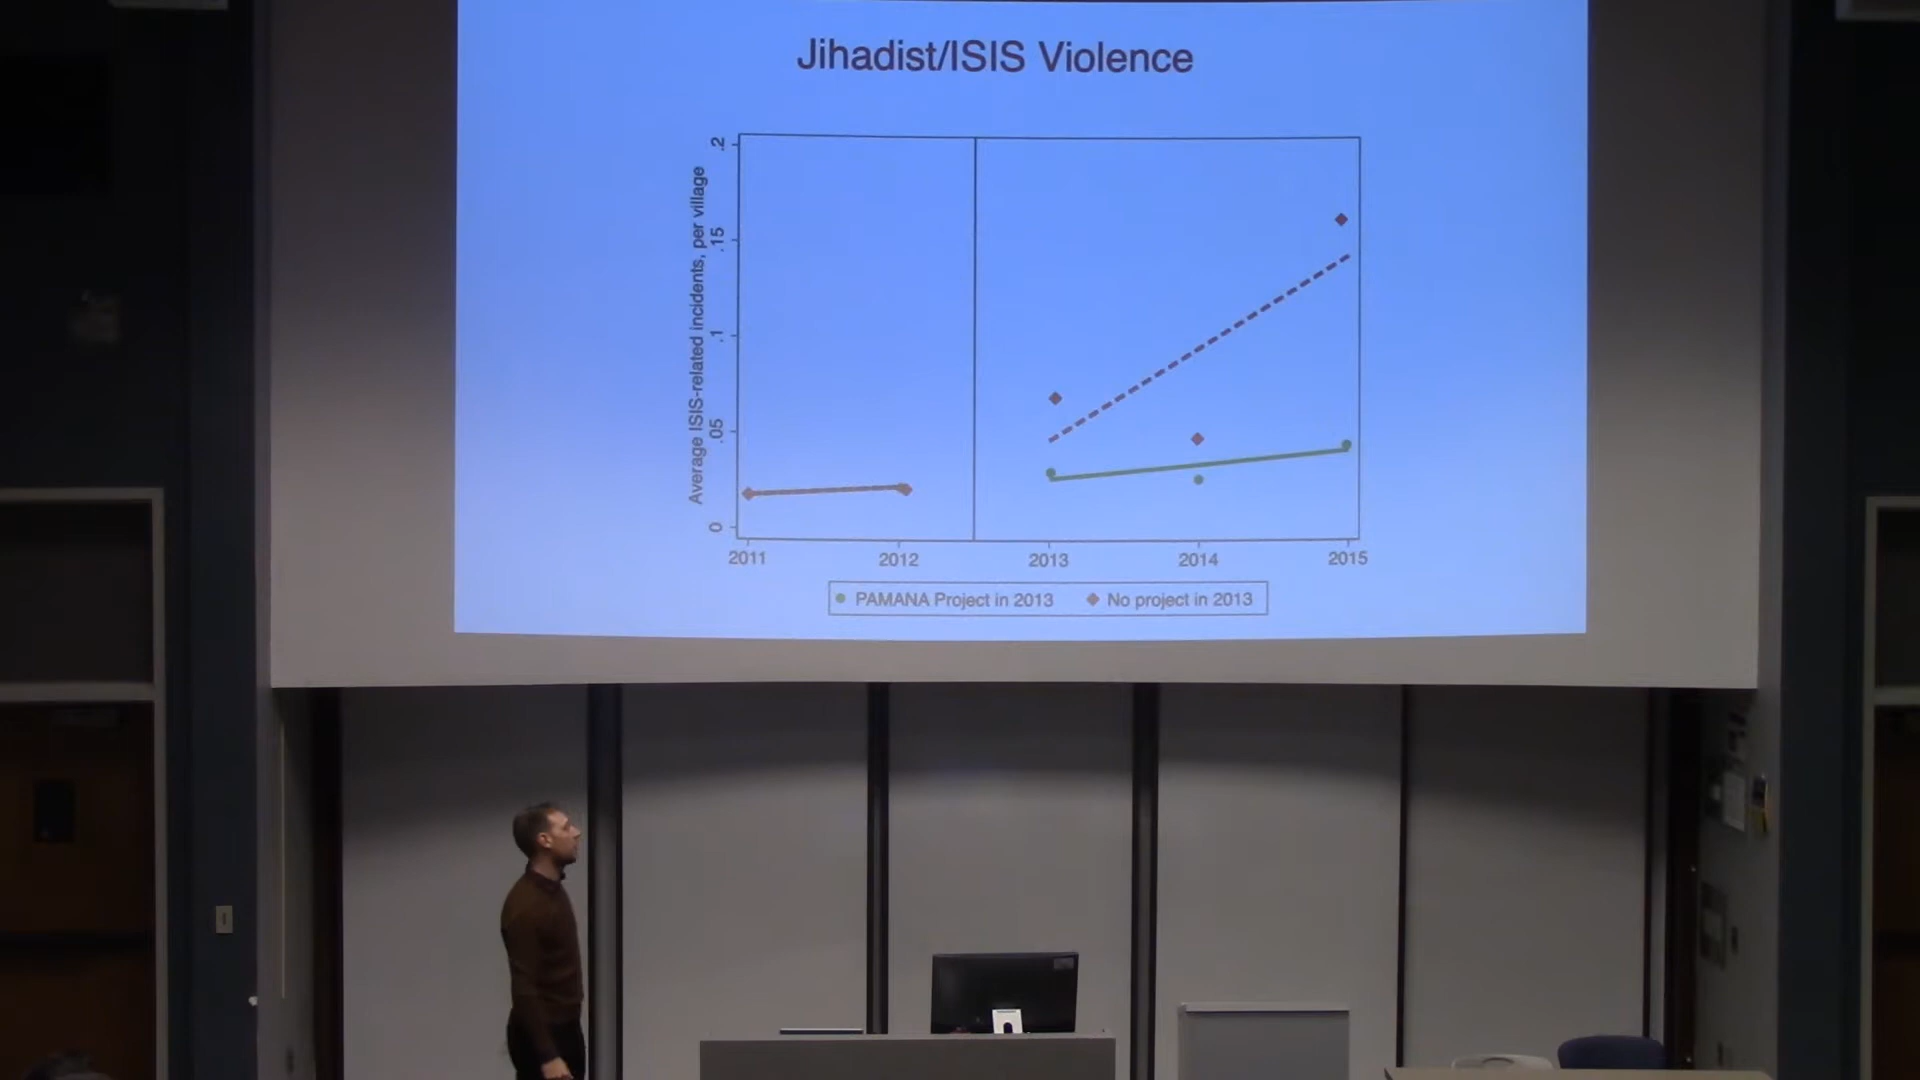 Jihadist/ISIS Violence
Average ISIS-related incidents, per village
.2
.15
.1
.05
0
2011 2012 2013 2014 2015
PAMANA Project in 2013 No project in 2013